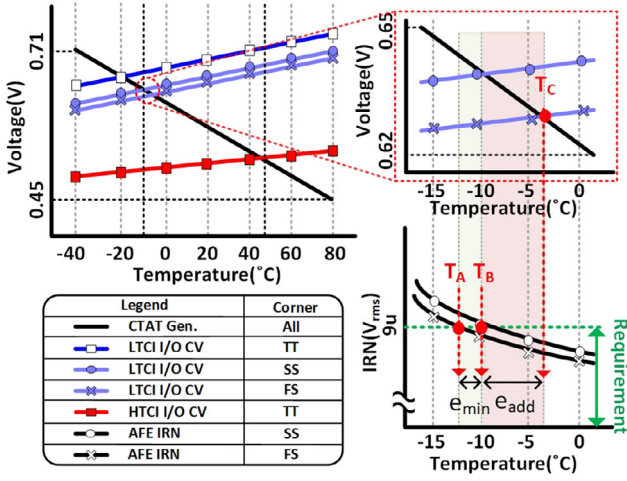 0.71
0.45
Voltage(V)
-40 -20 0 20 40 60 80
Temperature(˚C)
0.65
0.62
Voltage(V)
T_C
-15 -10 -5 0
Temperature(˚C)
Legend Corner
CTAT Gen. All
LTCI I/O CV TT
LTCI I/O CV SS
LTCI I/O CV FS
HTCI I/O CV TT
AFE IRN SS
AFE IRN FS
IRN(V_rms)
9u
T_A T_B
e_min e_add
Requirement
-15 -10 -5 0
Temperature(˚C)